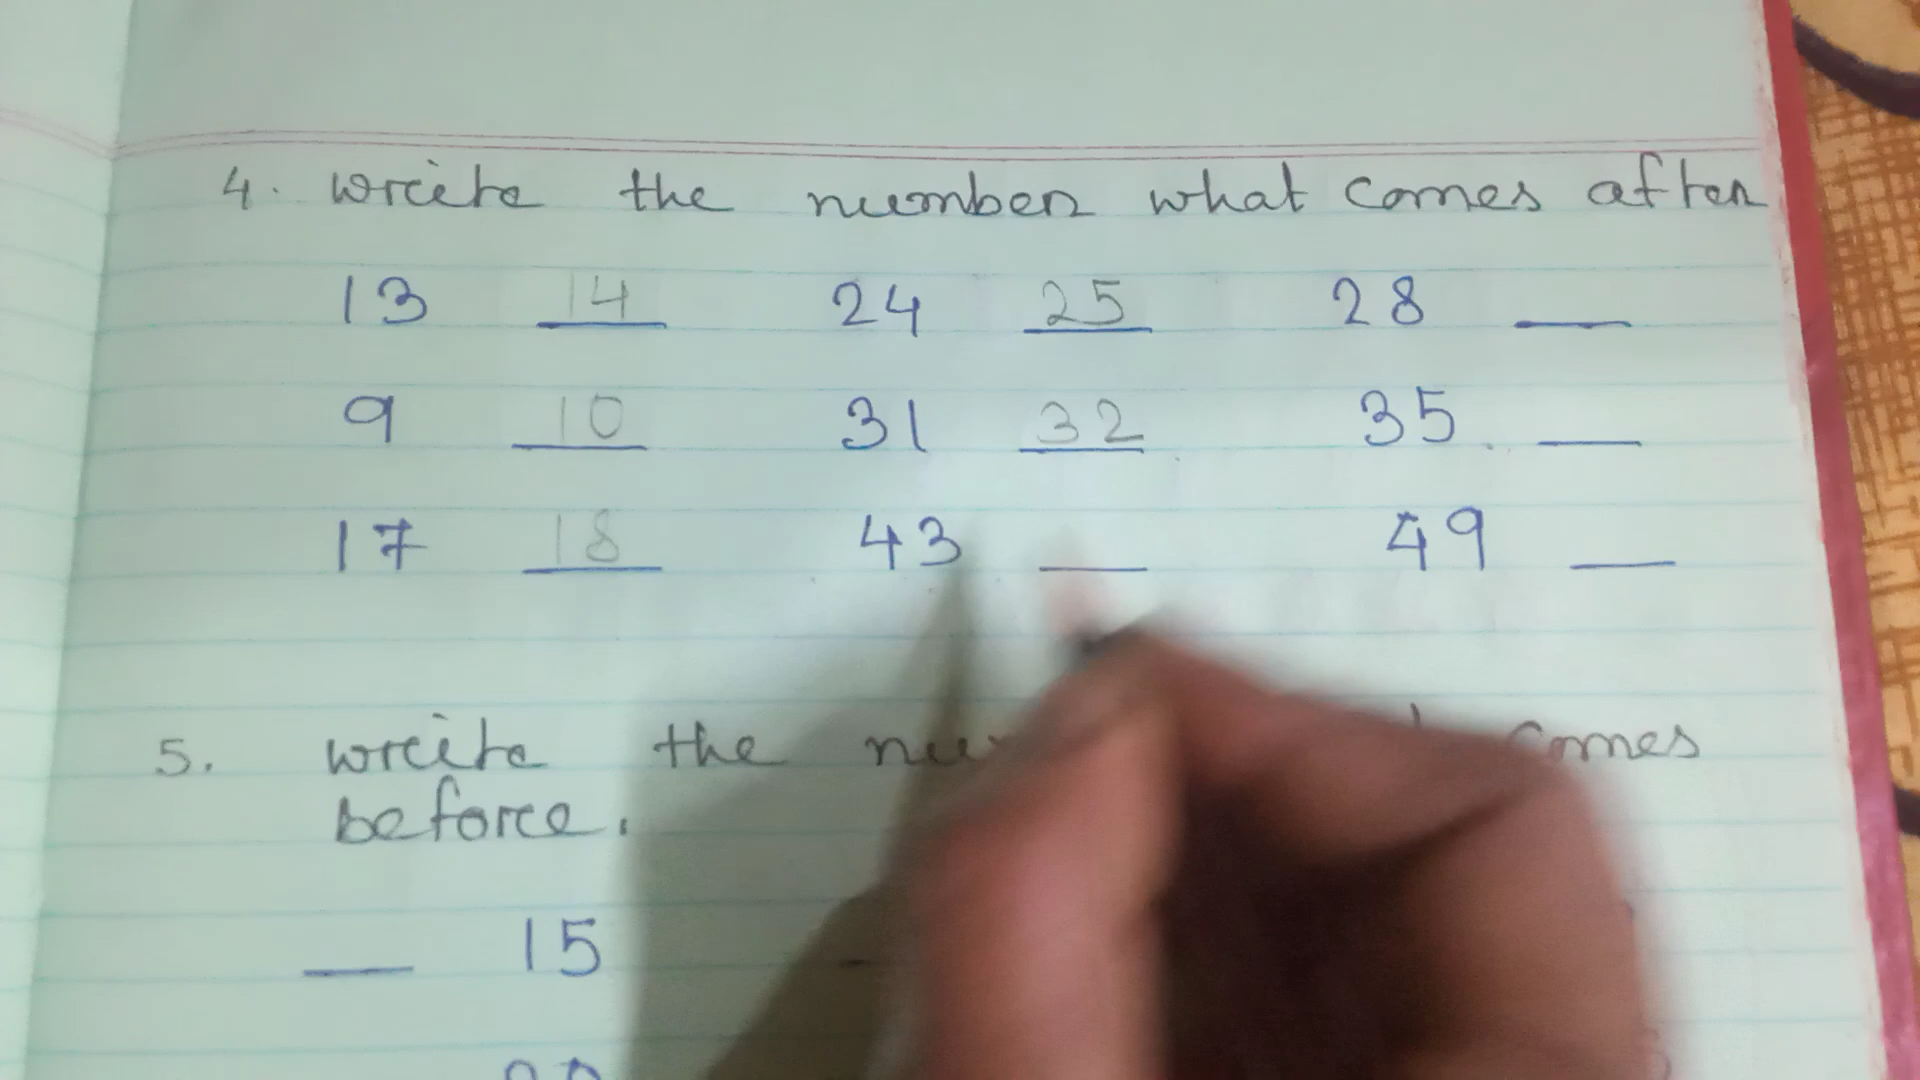 4. Write the number what comes after
13 14 24 25 28 __
9 10 31 32 35. __
17 18 43 __ 49 __
5. Write the comes
before.
__ 15